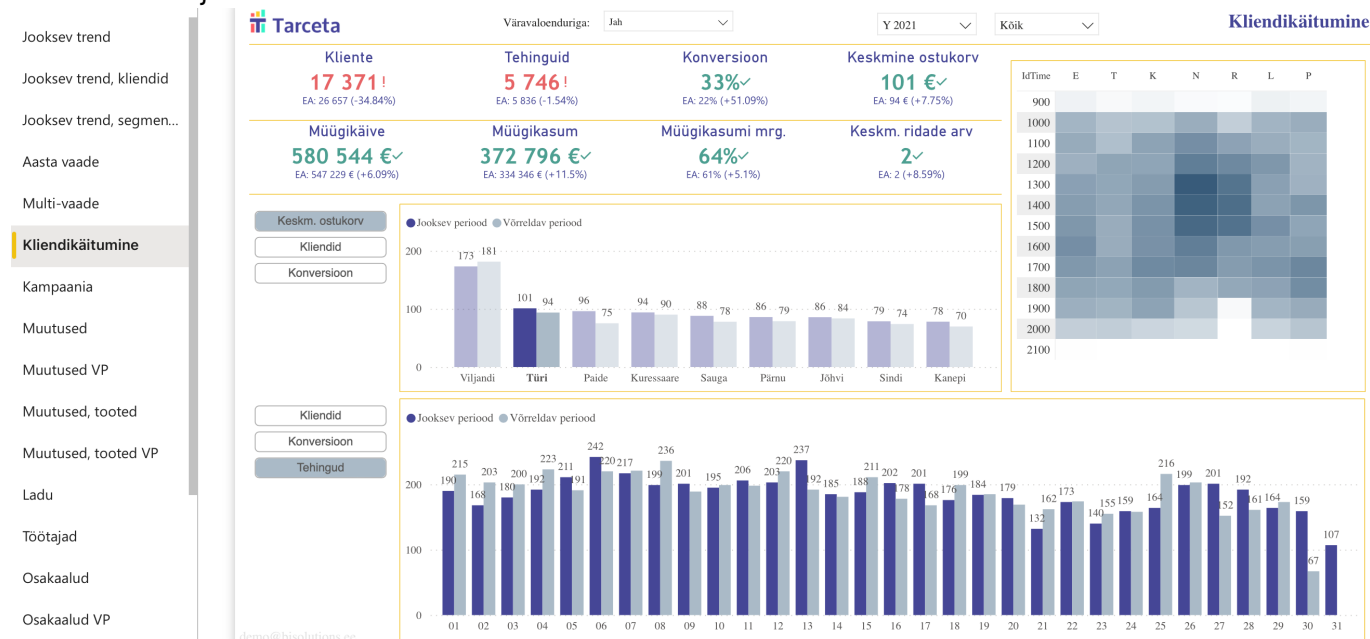 Jooksev trend
Jooksev trend, kliendid
Jooksev trend, segmen...
Aasta vaade
Multi-vaade
Kliendikäitumine
Kampaania
Muutused
Muutused VP
Muutused, tooted
Muutused, tooted VP
Ladu
Töötajad
Osakaalud
Osakaalud VP
Tarceta
Väravaloenduriga: Jah
Y 2021
Kõik
Kliendikäitumine
Kliente Tehinguid Konversioon Keskmine ostukorv
17 371! 5 746! 33% 101 €
EA: 26 657 (-34.84%) EA: 5 836 (-1.54%) EA: 22% (+51.09%) EA: 94 € (+7.75%)
Müügikäive Müügikasum Müügikasumi mrg. Keskm. ridade arv
580 544 € 372 796 € 64% 2
EA: 547 229 € (+6.09%) EA: 334 346 € (+11.5%) EA: 61% (+5.1%) EA: 2 (+8.59%)
IdTime E T K N R L P
900
1000
1100
1200
1300
1400
1500
1600
1700
1800
1900
2000
2100
Keskm. ostukorv
Kliendid
Konversioon
Jooksev periood Võrreldav periood
200
100
0
173 181 101 94 96 75 94 90 88 78 86 79 86 84 79 74 78 70
Viljandi Türi Paide Kuressaare Sauga Pärnu Jõhvi Sindi Kanepi
Kliendid
Konversioon
Tehingud
Jooksev periood Võrreldav periood
200
100
0
190 215 168 203 180 200 192 223 211 191 242 220 217 199 236 201 195 206 203 220 237 192 185 188 211 202 178 201 168 176 199 184 179 132 162 173 140 155 159 164 216 199 201 152 192 161 164 159 67 107
01 02 03 04 05 06 07 08 09 10 11 12 13 14 15 16 17 18 19 20 21 22 23 24 25 26 27 28 29 30 31
demo@bisolutions.ee